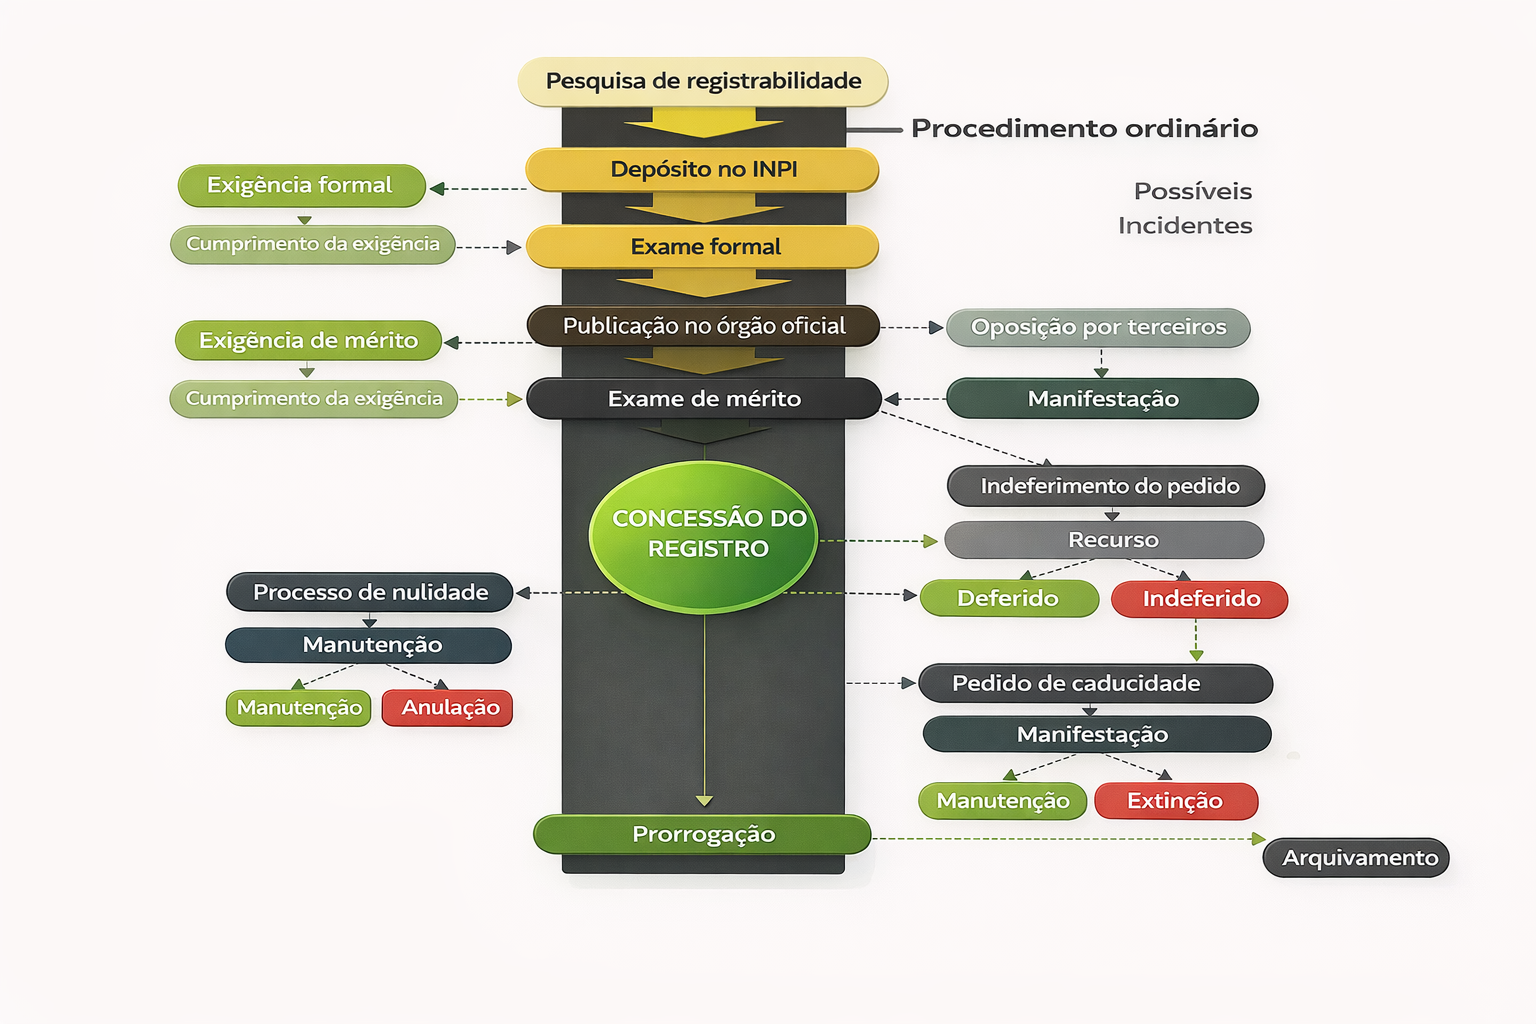 Pesquisa de registrabilidade
Procedimento ordinário
Depósito no INPI
Possíveis
Incidentes
Exigència formal
Cumprimento da exigência
Exame formal
Publicação no órgão oficial
Oposição por terceiros
Exigência de mérito
Cumprimento da exigência
Exame de mérito
Manifestação
Indeferimento do pedido
CONCESSÃO DO
REGISTRO
Recurso
Processo de nulidade
Deferido
Indeferido
Manutenção
Manutenção
Anulação
Pedido de caducidade
Manifestação
Manutenção
Extinção
Prorrogação
Arquivamento